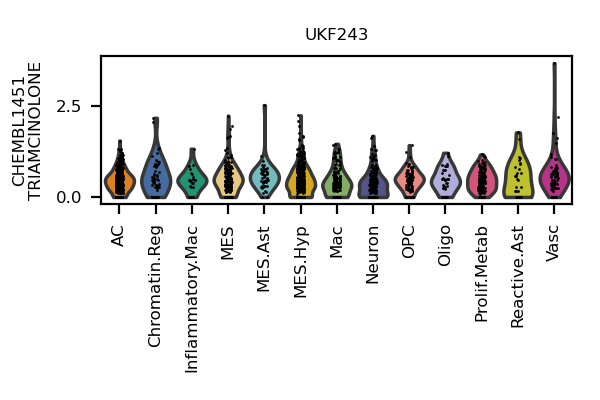 UKF243
CHEMBL1451
TRIAMCINOLONE
2.5
0.0
AC
Chromatin.Reg
Inflammatory.Mac
MES
MES.Ast
MES.Hyp
Mac
Neuron
OPC
Oligo
Prolif.Metab
Reactive.Ast
Vasc